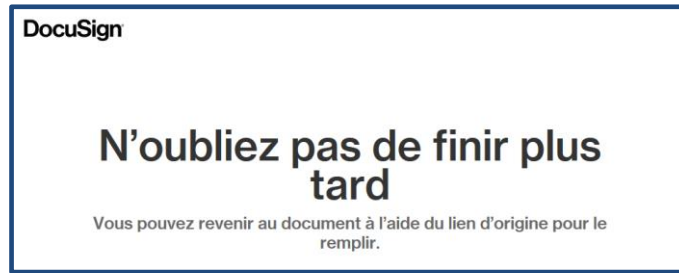 DocuSign
N'oubliez pas de finir plus
tard
Vous pouvez revenir au document à l'aide du lien d'origine pour le
remplir.